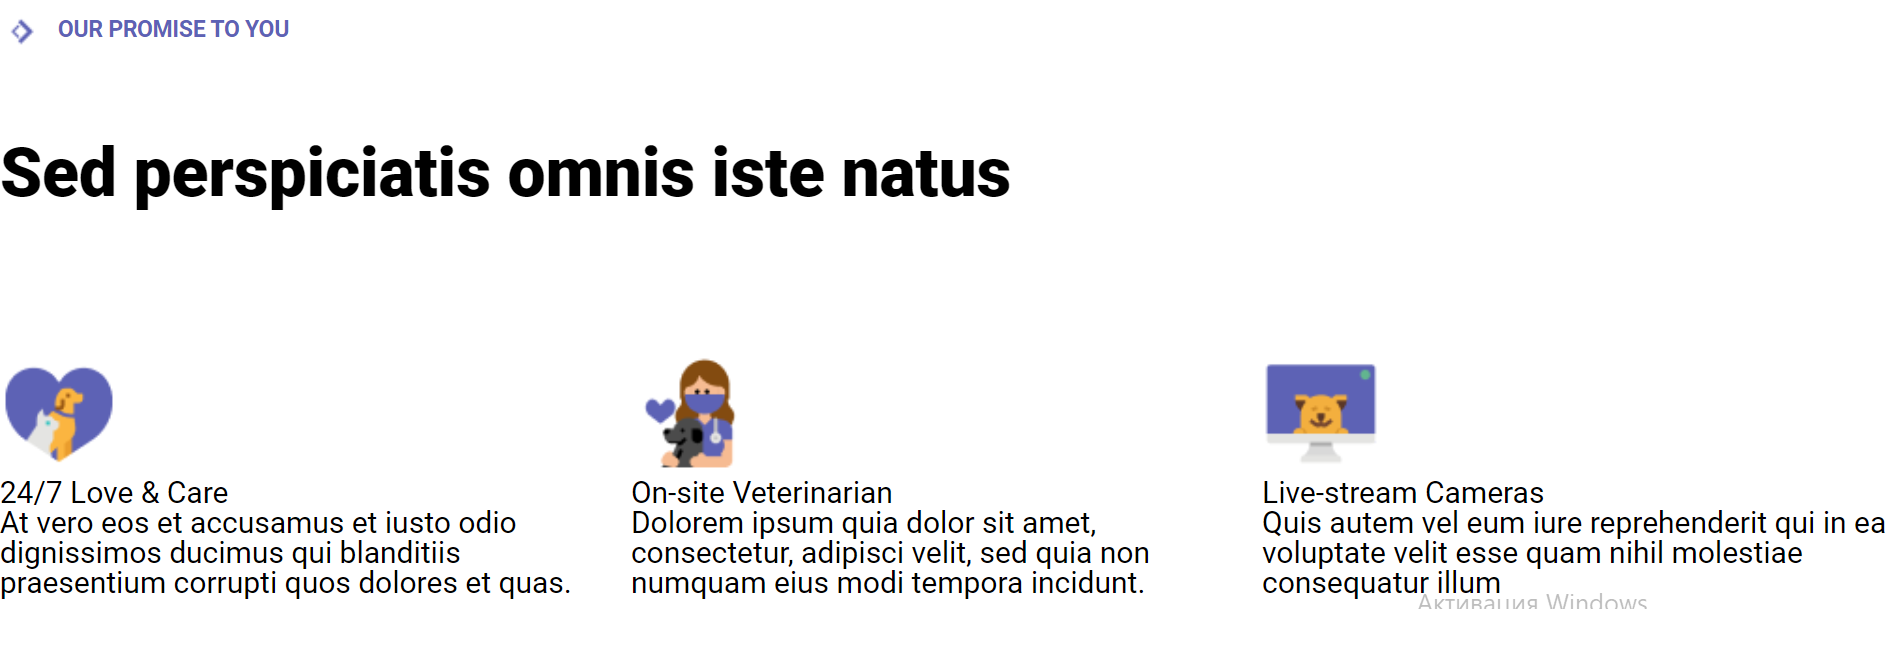 OUR PROMISE TO YOU
Sed perspiciatis omnis iste natus
24/7 Love & Care
At vero eos et accusamus et iusto odio
dignissimos ducimus qui blanditiis
praesentium corrupti quos dolores et quas.
On-site Veterinarian
Dolorem ipsum quia dolor sit amet,
consectetur, adipisci velit, sed quia non
numquam eius modi tempora incidunt.
Live-stream Cameras
Quis autem vel eum iure reprehenderit qui in ea
voluptate velit esse quam nihil molestiae
consequatur illum
Активация Windows